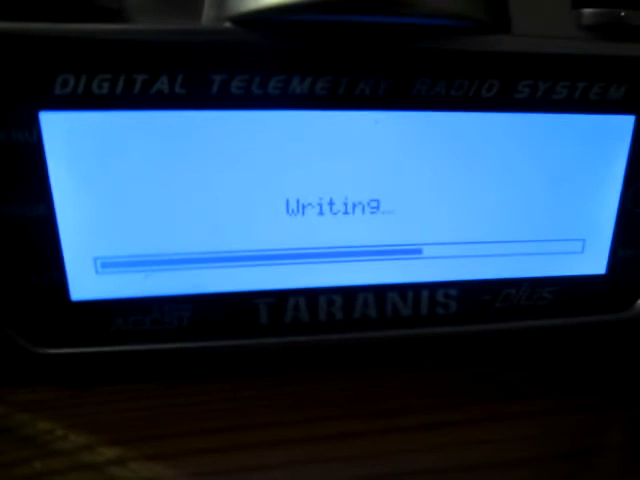 DIGITAL TELEMETRY RADIO SYSTEM
Writing...
TARANIS -plus
ACCST